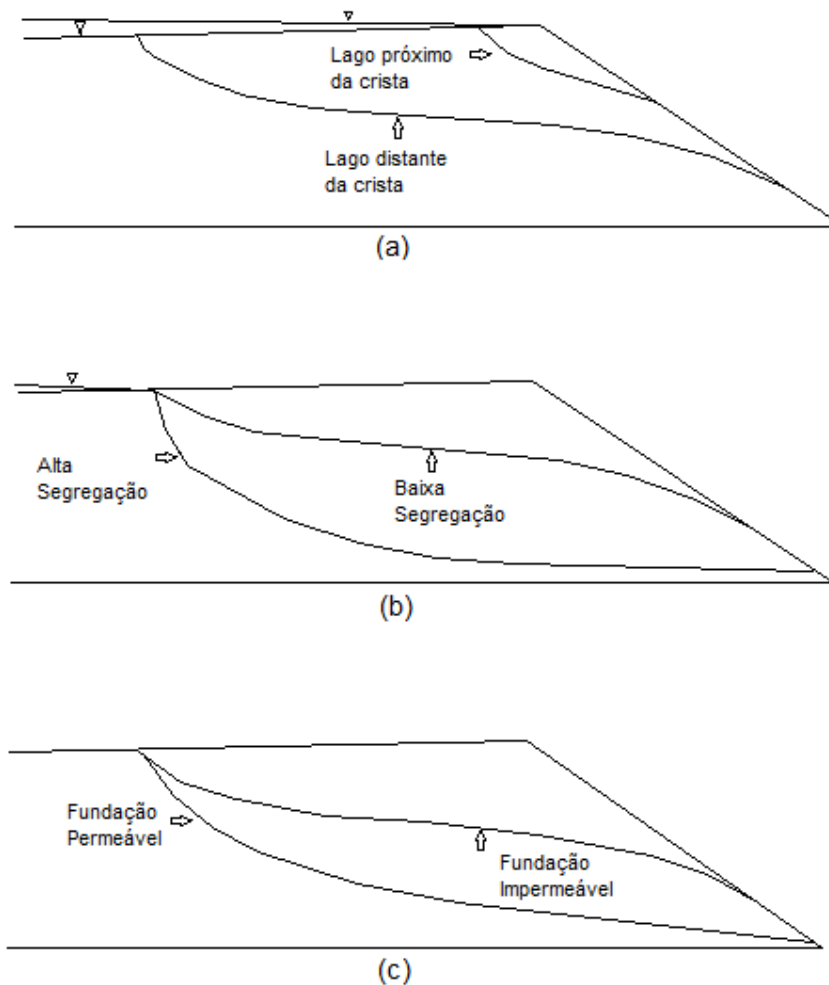 Lago próximo
da crista
Lago distante
da crista
(a)
Alta
Segregação
Baixa
Segregação
(b)
Fundação
Permeável
Fundação
Impermeável
(c)